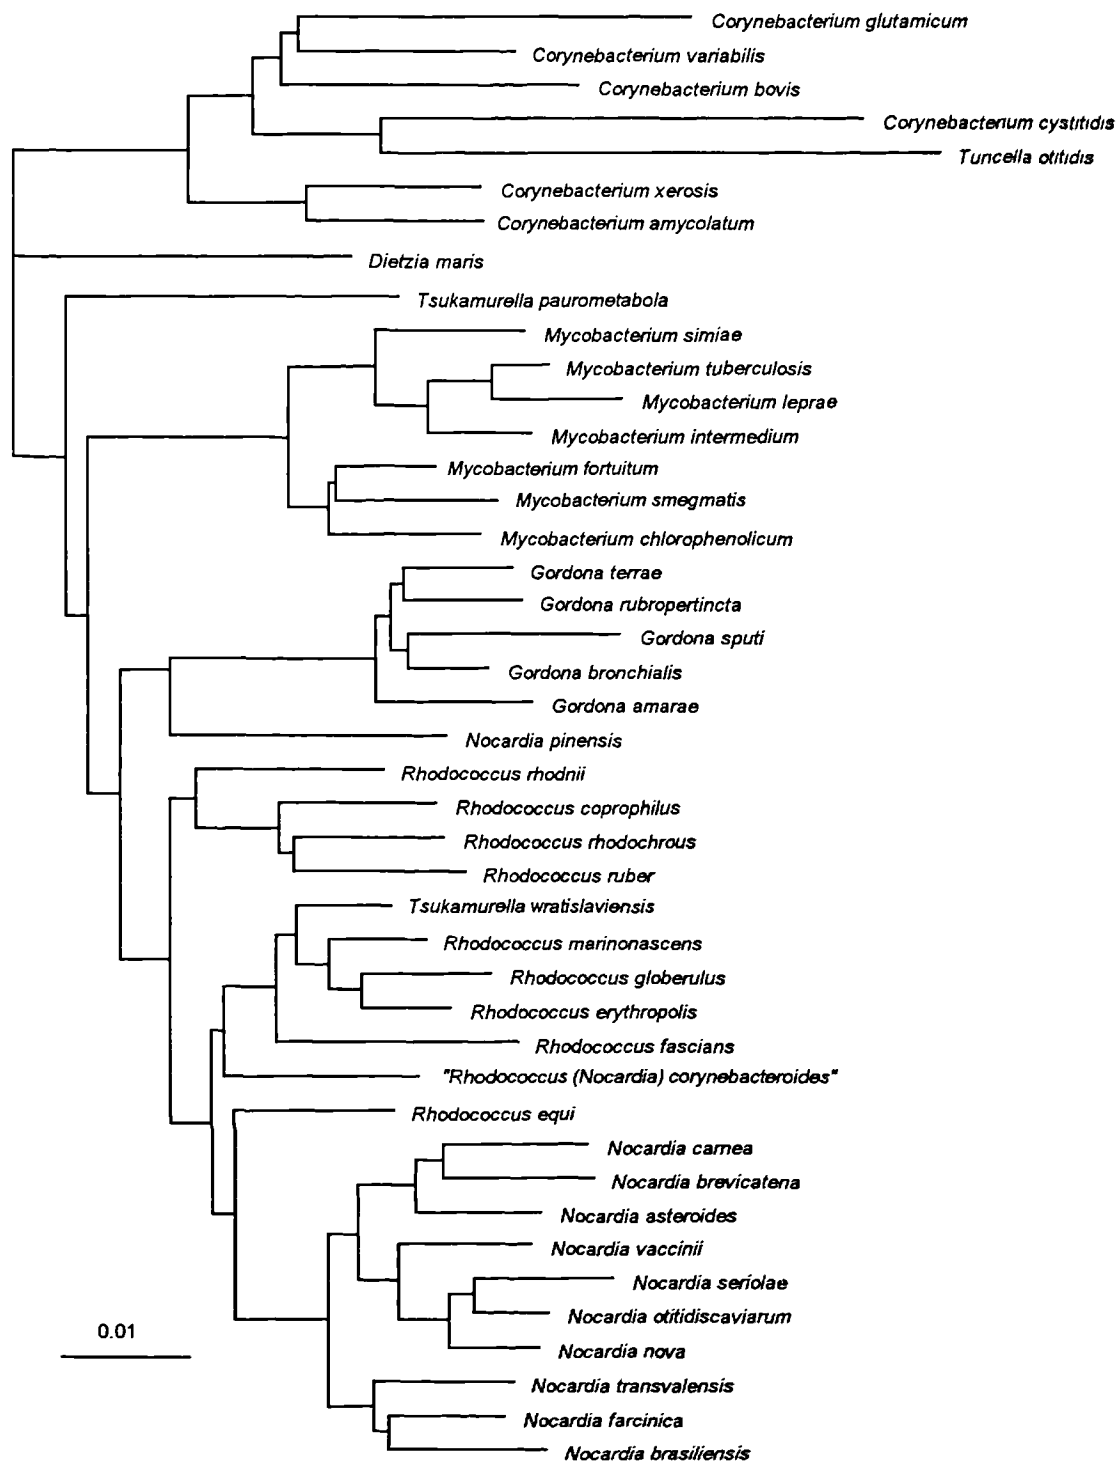 Corynebacterium glutamicum
Corynebacterium variabilis
Corynebacterium bovis
Corynebacterium cystitidis
Turicella otitidis
Corynebacterium xerosis
Corynebacterium amycolatum
Dietzia maris
Tsukamurella paurometabola
Mycobacterium simiae
Mycobacterium tuberculosis
Mycobacterium leprae
Mycobacterium intermedium
Mycobacterium fortuitum
Mycobacterium smegmatis
Mycobacterium chlorophenolicum
Gordona terrae
Gordona rubropertincta
Gordona sputi
Gordona bronchialis
Gordona amarae
Nocardia pinensis
Rhodococcus rhodnii
Rhodococcus coprophilus
Rhodococcus rhodochrous
Rhodococcus ruber
Tsukamurella wratislaviensis
Rhodococcus marinonascens
Rhodococcus globerulus
Rhodococcus erythropolis
Rhodococcus fascians
"Rhodococcus (Nocardia) corynebacteroides"
Rhodococcus equi
Nocardia carnea
Nocardia brevicatena
Nocardia asteroides
Nocardia vaccinii
Nocardia seriolae
Nocardia otitidiscaviarum
Nocardia nova
Nocardia transvalensis
Nocardia farcinica
Nocardia brasiliensis
0.01